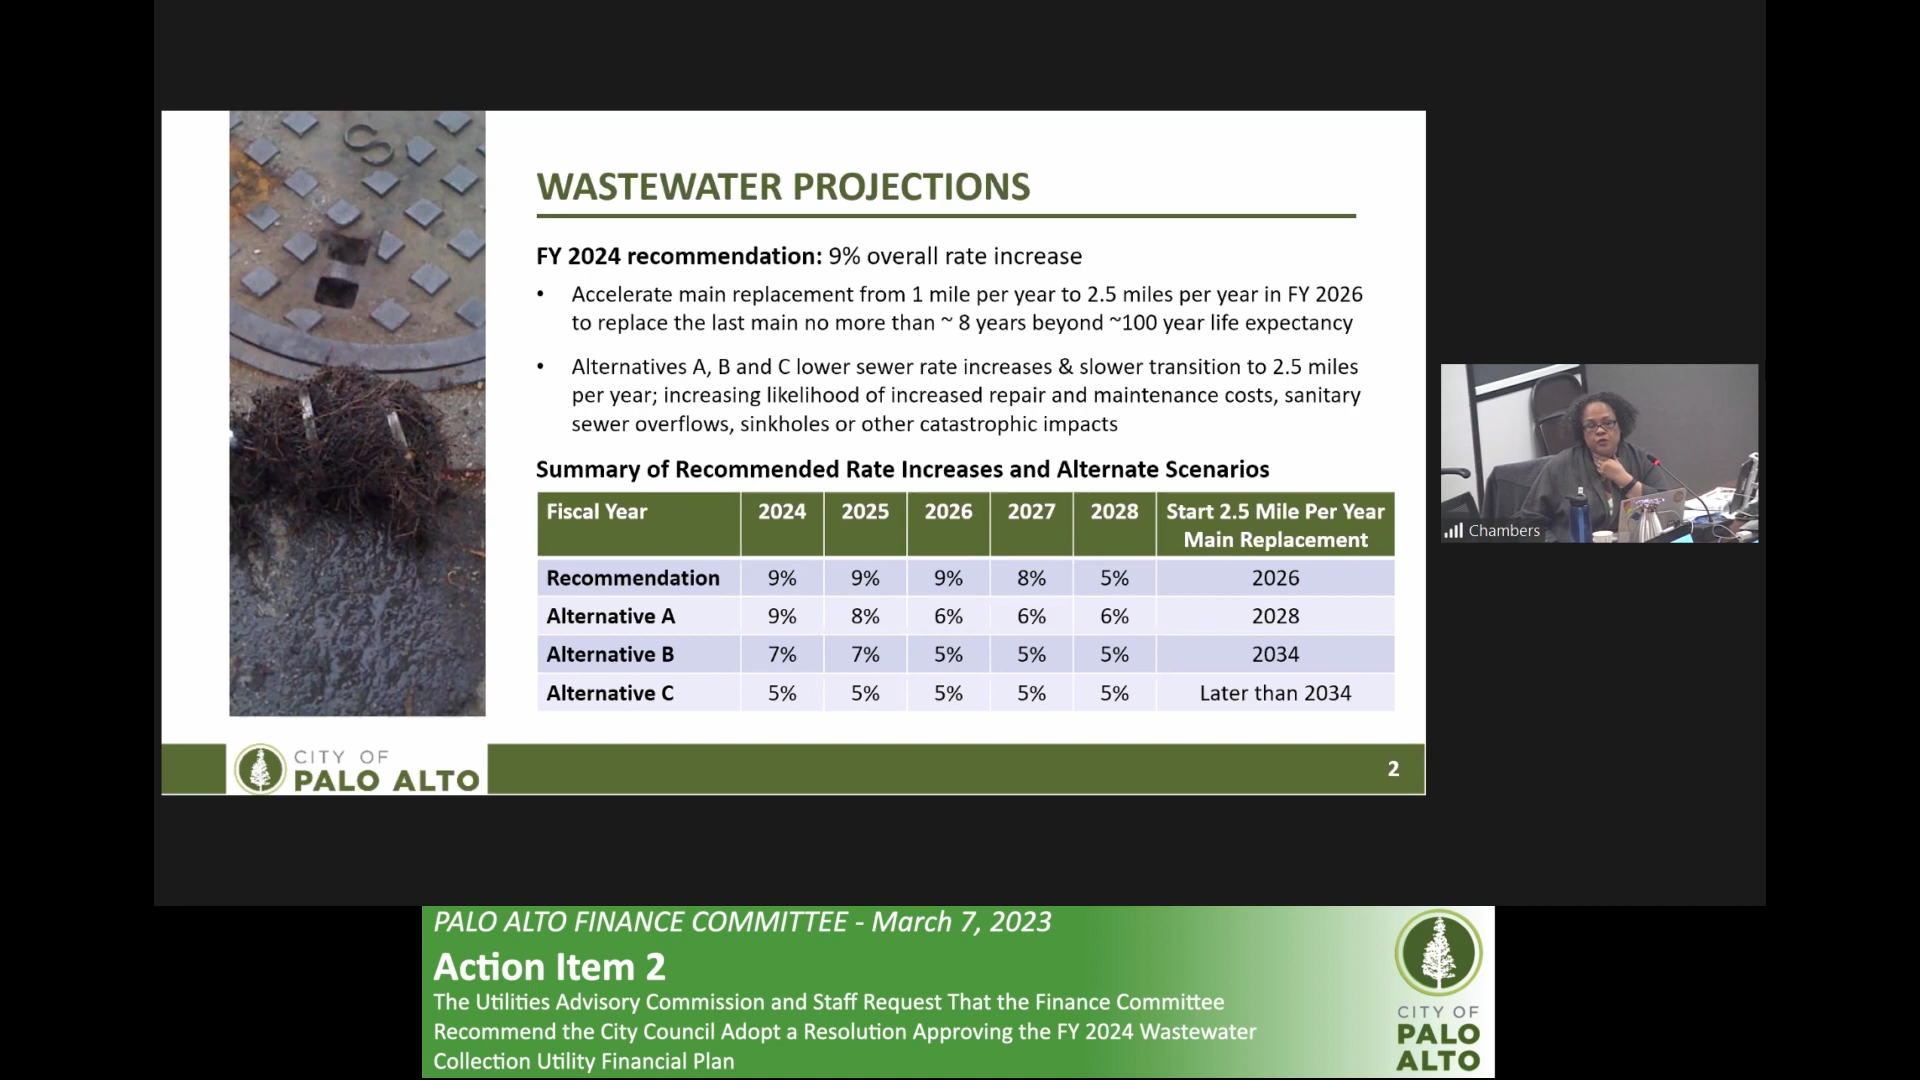 S
WASTEWATER PROJECTIONS
FY 2024 recommendation: 9% overall rate increase
• Accelerate main replacement from 1 mile per year to 2.5 miles per year in FY 2026
to replace the last main no more than ~ 8 years beyond ~100 year life expectancy
• Alternatives A, B and C lower sewer rate increases & slower transition to 2.5 miles
per year; increasing likelihood of increased repair and maintenance costs, sanitary
sewer overflows, sinkholes or other catastrophic impacts
Summary of Recommended Rate Increases and Alternate Scenarios
Fiscal Year 2024 2025 2026 2027 2028 Start 2.5 Mile Per Year
Main Replacement
Recommendation 9% 9% 9% 8% 5% 2026
Alternative A 9% 8% 6% 6% 6% 2028
Alternative B 7% 7% 5% 5% 5% 2034
Alternative C 5% 5% 5% 5% 5% Later than 2034
CITY OF
PALO ALTO
2
Chambers
PALO ALTO FINANCE COMMITTEE - March 7, 2023
Action Item 2
The Utilities Advisory Commission and Staff Request That the Finance Committee
Recommend the City Council Adopt a Resolution Approving the FY 2024 Wastewater
Collection Utility Financial Plan
CITY OF
PALO
ALTO